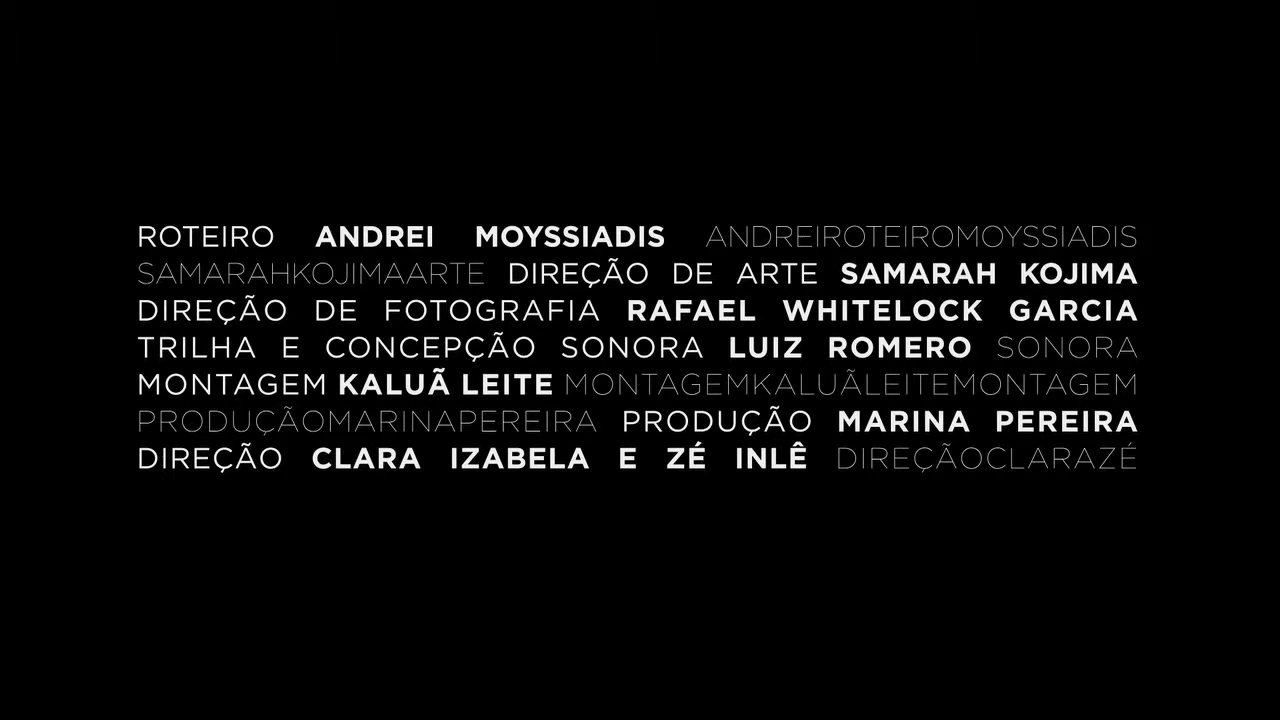 ROTEIRO ANDREI MOYSSIADIS ANDREIROTEIROMOYSSIADIS
SAMARAHKOJIMAARTE DIREÇÃO DE ARTE SAMARAH KOJIMA
DIREÇÃO DE FOTOGRAFIA RAFAEL WHITELOCK GARCIA
TRILHA E CONCEPÇÃO SONORA LUIZ ROMERO SONORA
MONTAGEM KALUÃ LEITE MONTAGEMKALUÃLEITEMONTAGEM
PRODUÇÃOMARINAPEREIRA PRODUÇÃO MARINA PEREIRA
DIREÇÃO CLARA IZABELA E ZÉ INLÊ DIREÇÃOCLARAZÉ